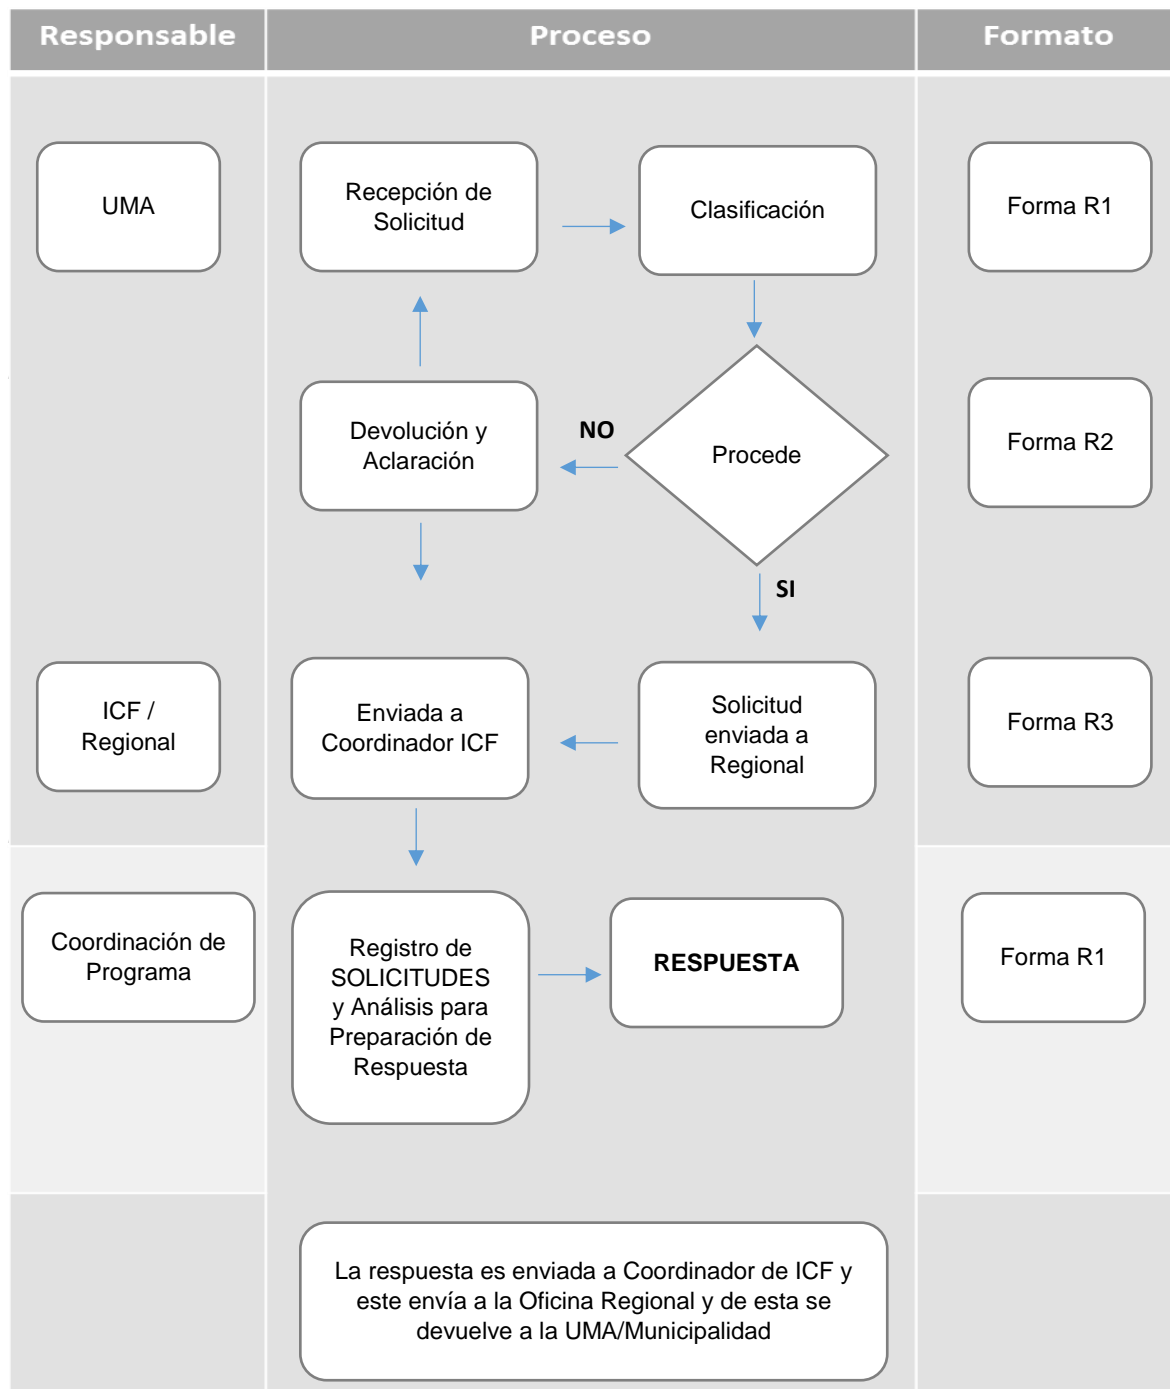 Responsable
Proceso
Formato
UMA
Recepción de
Solicitud
Clasificación
Forma R1
Devolución y
Aclaración
NO
Procede
Forma R2
SI
ICF /
Regional
Enviada a
Coordinador ICF
Solicitud
enviada a
Regional
Forma R3
Coordinación de
Programa
Registro de
SOLICITUDES
y Análisis para
Preparación de
Respuesta
RESPUESTA
Forma R1
La respuesta es enviada a Coordinador de ICF y
este envía a la Oficina Regional y de esta se
devuelve a la UMA/Municipalidad